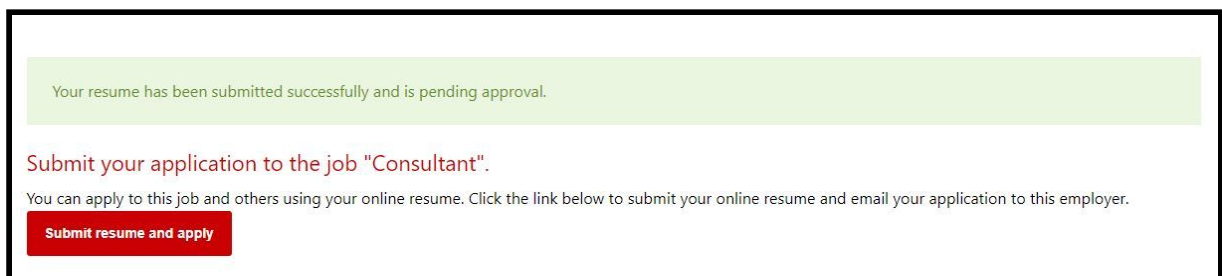 Your resume has been submitted successfully and is pending approval.
Submit your application to the job "Consultant".
You can apply to this job and others using your online resume. Click the link below to submit your online resume and email your application to this employer.
Submit resume and apply